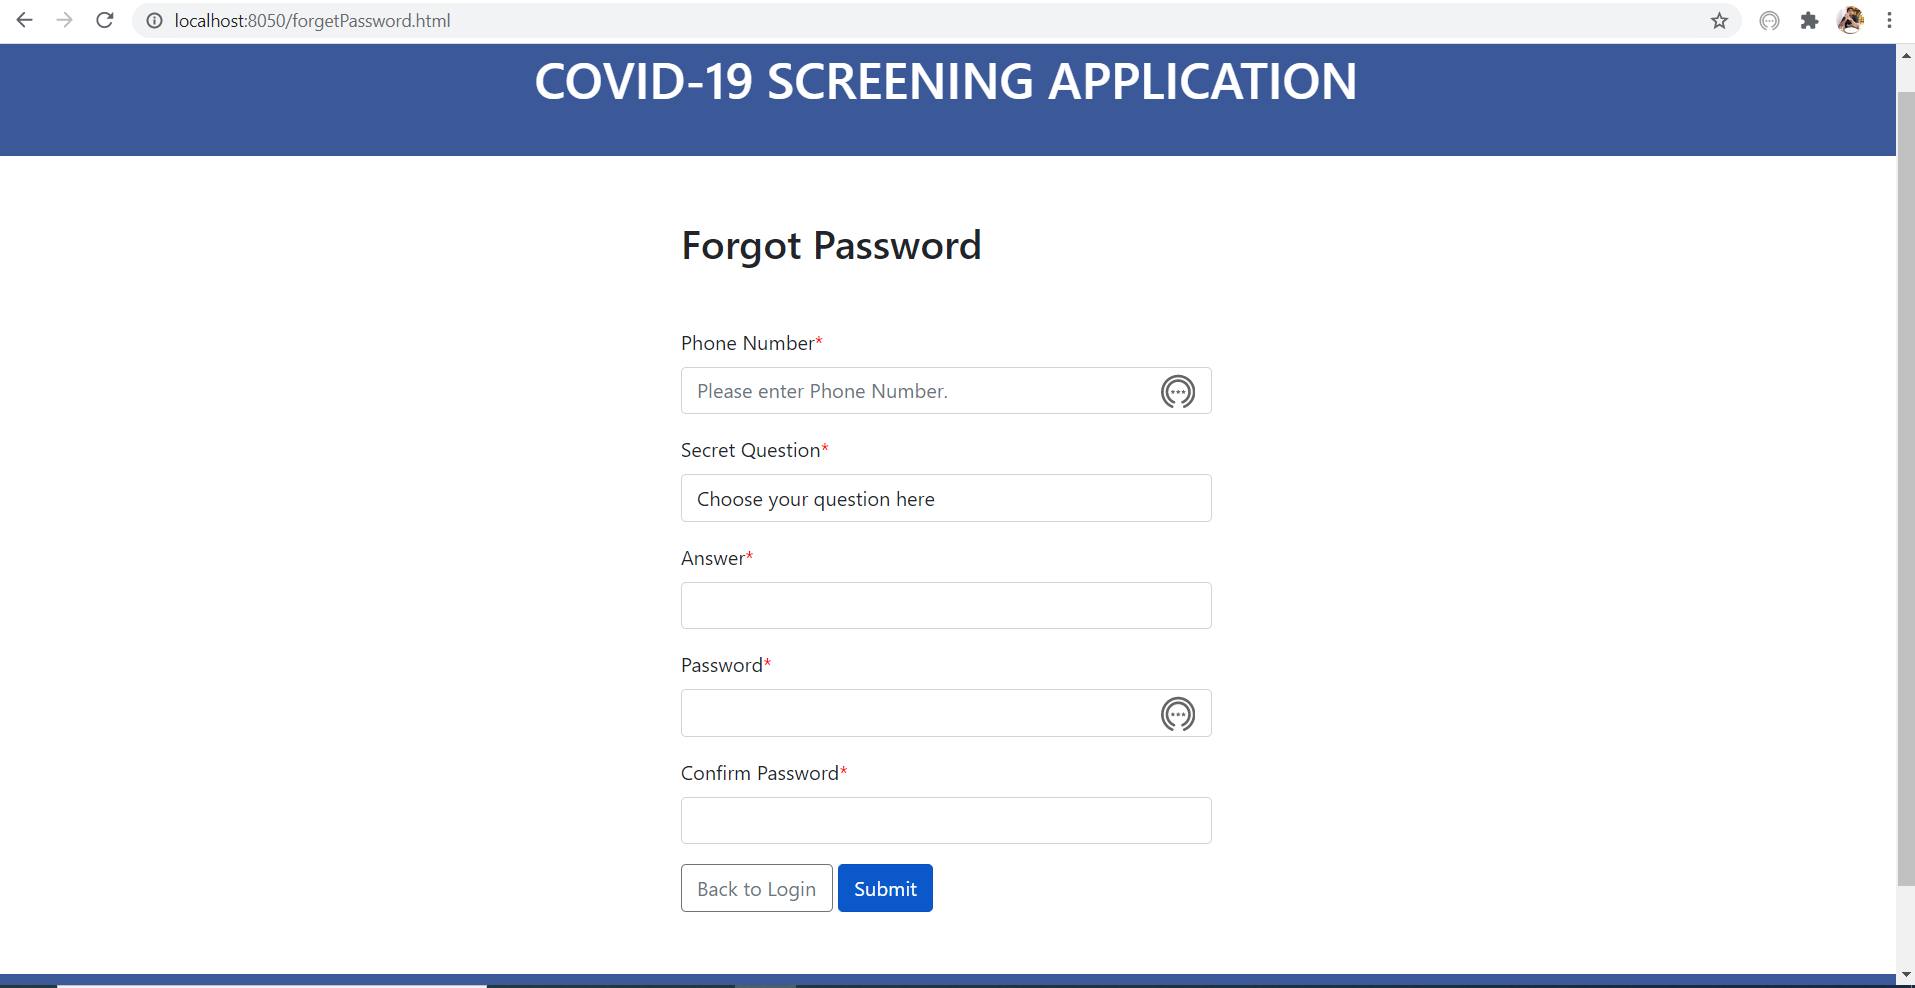 localhost:8050/forgetPassword.html
COVID-19 SCREENING APPLICATION
Forgot Password
Phone Number*
Please enter Phone Number.
Secret Question*
Choose your question here
Answer*
Password*
Confirm Password*
Back to Login Submit